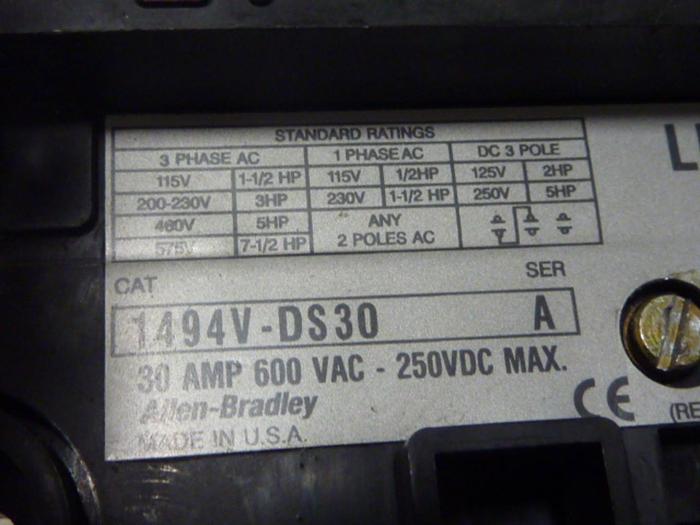 STANDARD RATINGS
3 PHASE AC 1 PHASE AC DC 3 POLE
115V 1-1/2 HP 115V 1/2HP 125V 2HP
200-230V 3HP 230V 1-1/2 HP 250V 5HP
460V 5HP ANY
575V 7-1/2 HP 2 POLES AC
CAT SER
1494V-DS30 A
30 AMP 600 VAC - 250VDC MAX.
Allen-Bradley
MADE IN U.S.A.
CE
(RE